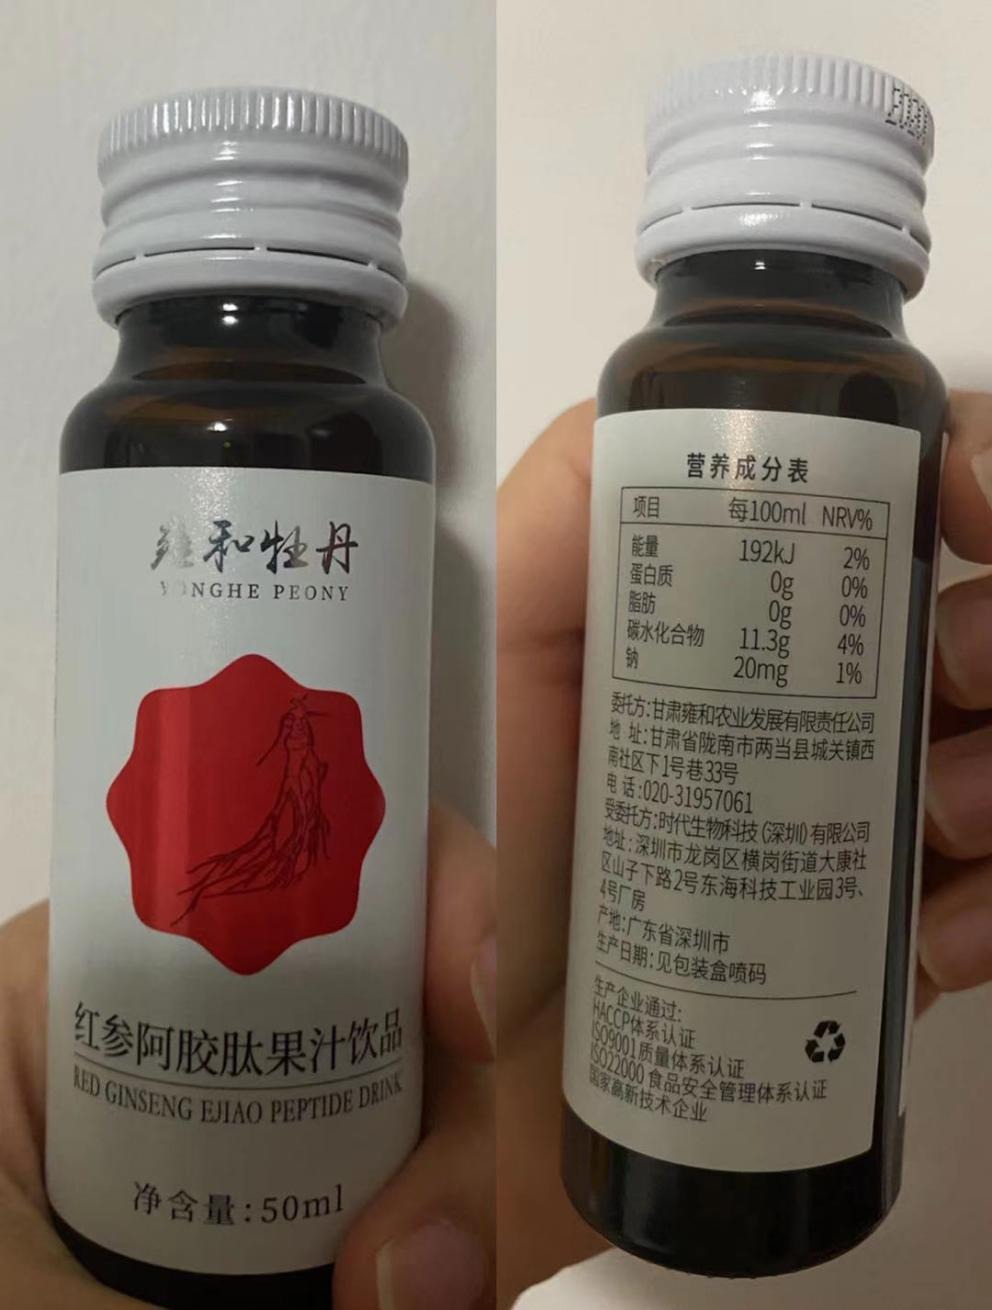 雍和牡丹
YONGHE PEONY
红参阿胶肽果汁饮品
RED GINSENG EJIAO PEPTIDE DRINK
净含量:50ml
营养成分表
项目 每100ml NRV%
能量 192kJ 2%
蛋白质 0g 0%
脂肪 0g 0%
碳水化合物 11.3g 4%
钠 20mg 1%
委托方:甘肃雍和农业发展有限责任公司
地 址:甘肃省陇南市两当县城关镇西
南社区下1号巷33号
电 话:020-31957061
受委托方:时代生物科技(深圳)有限公司
地址:深圳市龙岗区横岗街道大康社
区山子下路2号东海科技工业园3号、
4号厂房
产地:广东省深圳市
生产日期:见包装盒喷码
生产企业通过:
HACCP体系认证
ISO9001质量体系认证
ISO22000食品安全管理体系认证
国家高新技术企业